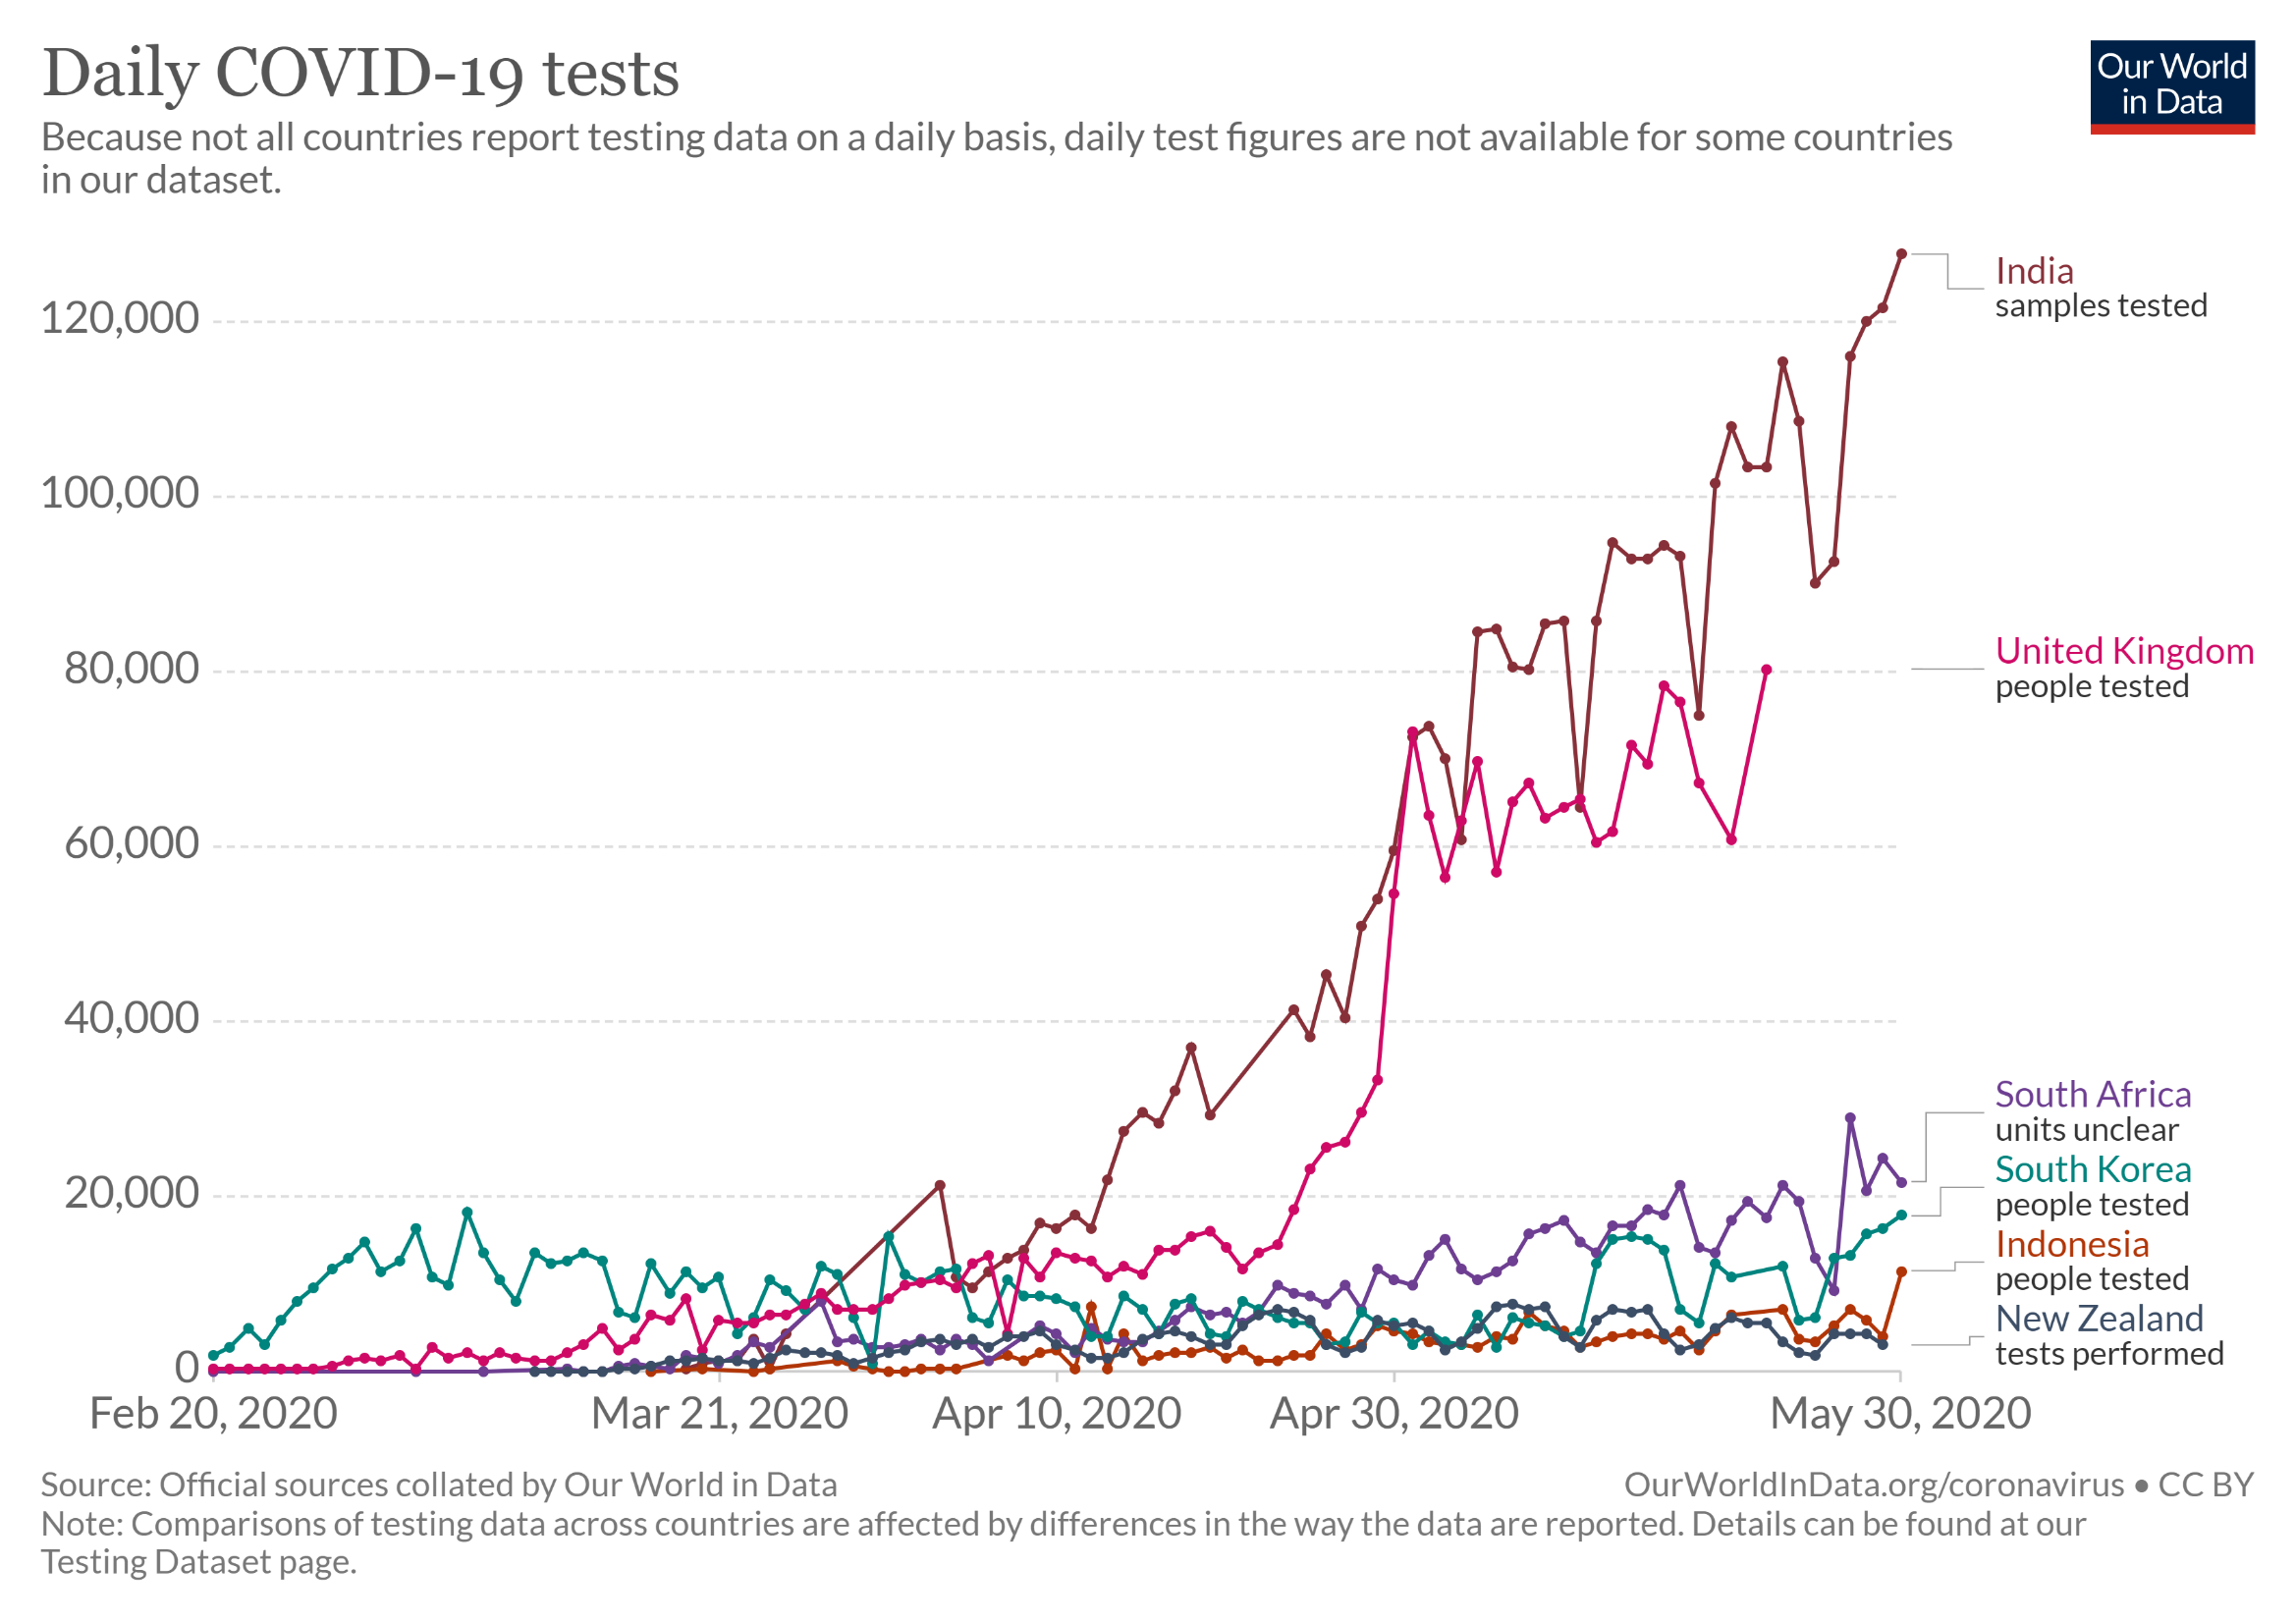 Daily COVID-19 tests
Our World
in Data
Because not all countries report testing data on a daily basis, daily test figures are not available for some countries
in our dataset.
120,000
100,000
80,000
60,000
40,000
20,000
0
India
samples tested
United Kingdom
people tested
South Africa
units unclear
South Korea
people tested
Indonesia
people tested
New Zealand
tests performed
Feb 20, 2020
Mar 21, 2020
Apr 10, 2020
Apr 30, 2020
May 30, 2020
Source: Official sources collated by Our World in Data
OurWorldInData.org/coronavirus • CC BY
Note: Comparisons of testing data across countries are affected by differences in the way the data are reported. Details can be found at our
Testing Dataset page.